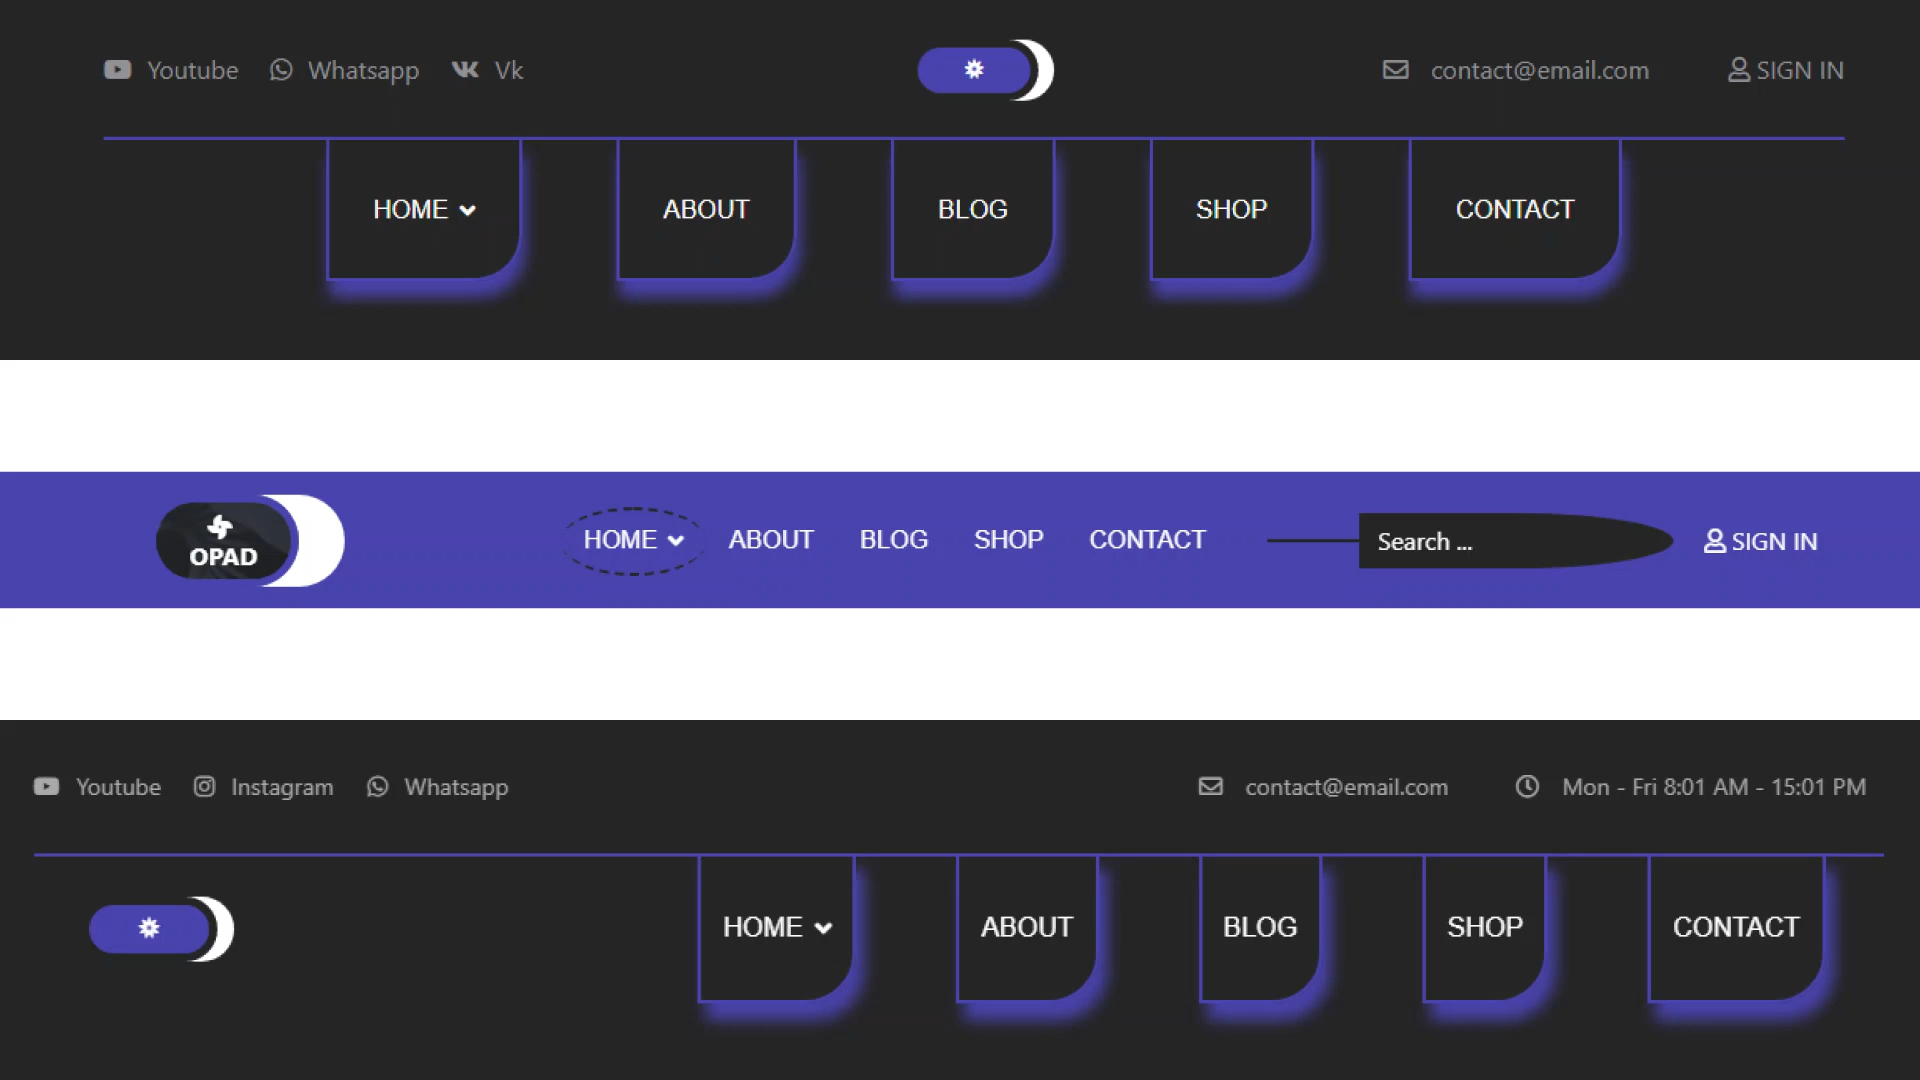 Youtube Whatsapp Vk contact@email.com SIGN IN
HOME ABOUT BLOG SHOP CONTACT
OPAD HOME ABOUT BLOG SHOP CONTACT Search ... SIGN IN
Youtube Instagram Whatsapp contact@email.com Mon - Fri 8:01 AM - 15:01 PM
HOME ABOUT BLOG SHOP CONTACT